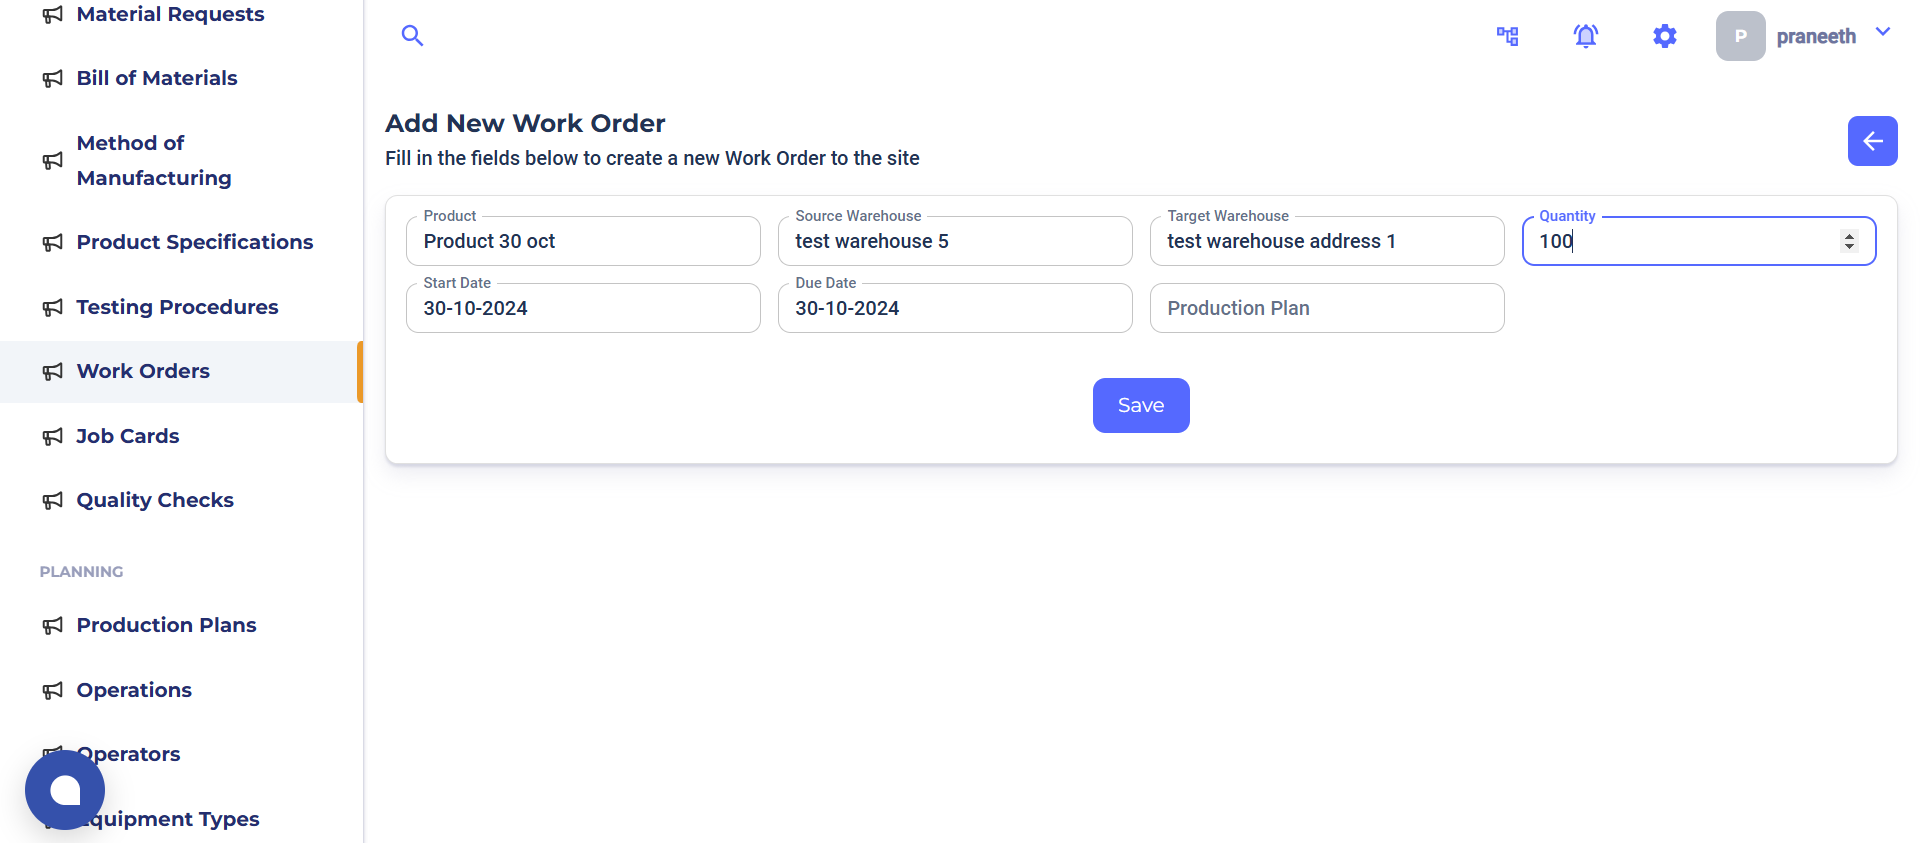 Material Requests
Bill of Materials
Method of
Manufacturing
Product Specifications
Testing Procedures
Work Orders
Job Cards
Quality Checks
PLANNING
Production Plans
Operations
Operators
Equipment Types
P
praneeth
Add New Work Order
Fill in the fields below to create a new Work Order to the site
Product
Product 30 oct
Source Warehouse
test warehouse 5
Target Warehouse
test warehouse address 1
Quantity
100
Start Date
30-10-2024
Due Date
30-10-2024
Production Plan
Save